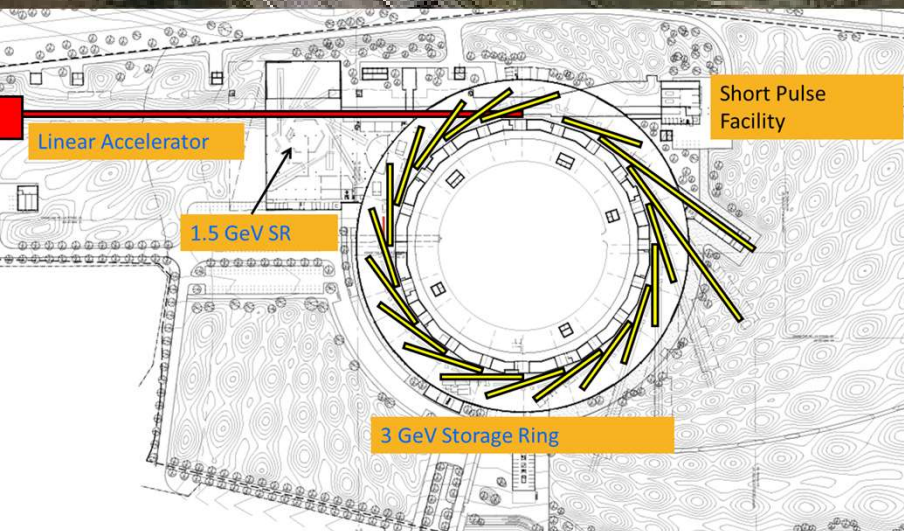 Short Pulse
Facility
Linear Accelerator
1.5 GeV SR
3 GeV Storage Ring